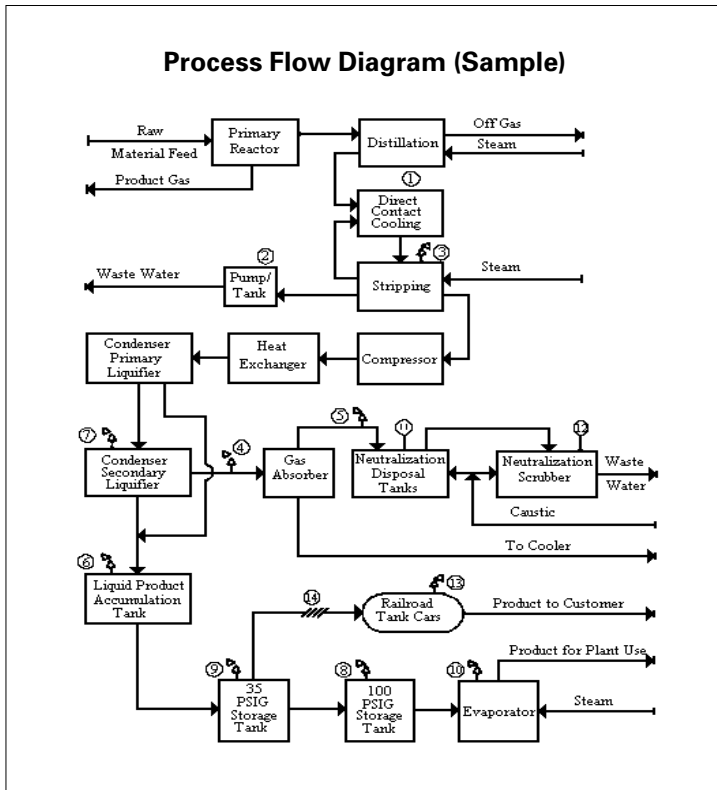 Process Flow Diagram (Sample)
Raw
Material Feed
Primary
Reactor
Distillation
Off Gas
Steam
Product Gas
1
Direct
Contact
Cooling
2
3
Waste Water
Pump/
Tank
Stripping
Steam
Condenser
Primary
Liquifier
Heat
Exchanger
Compressor
5
11
12
7
4
Condenser
Secondary
Liquifier
Gas
Absorber
Neutralization
Disposal
Tanks
Neutralization
Scrubber
Waste
Water
Caustic
To Cooler
6
Liquid Product
Accumulation
Tank
14
13
Railroad
Tank Cars
Product to Customer
Product for Plant Use
9
8
10
35
PSIG
Storage
Tank
100
PSIG
Storage
Tank
Evaporator
Steam